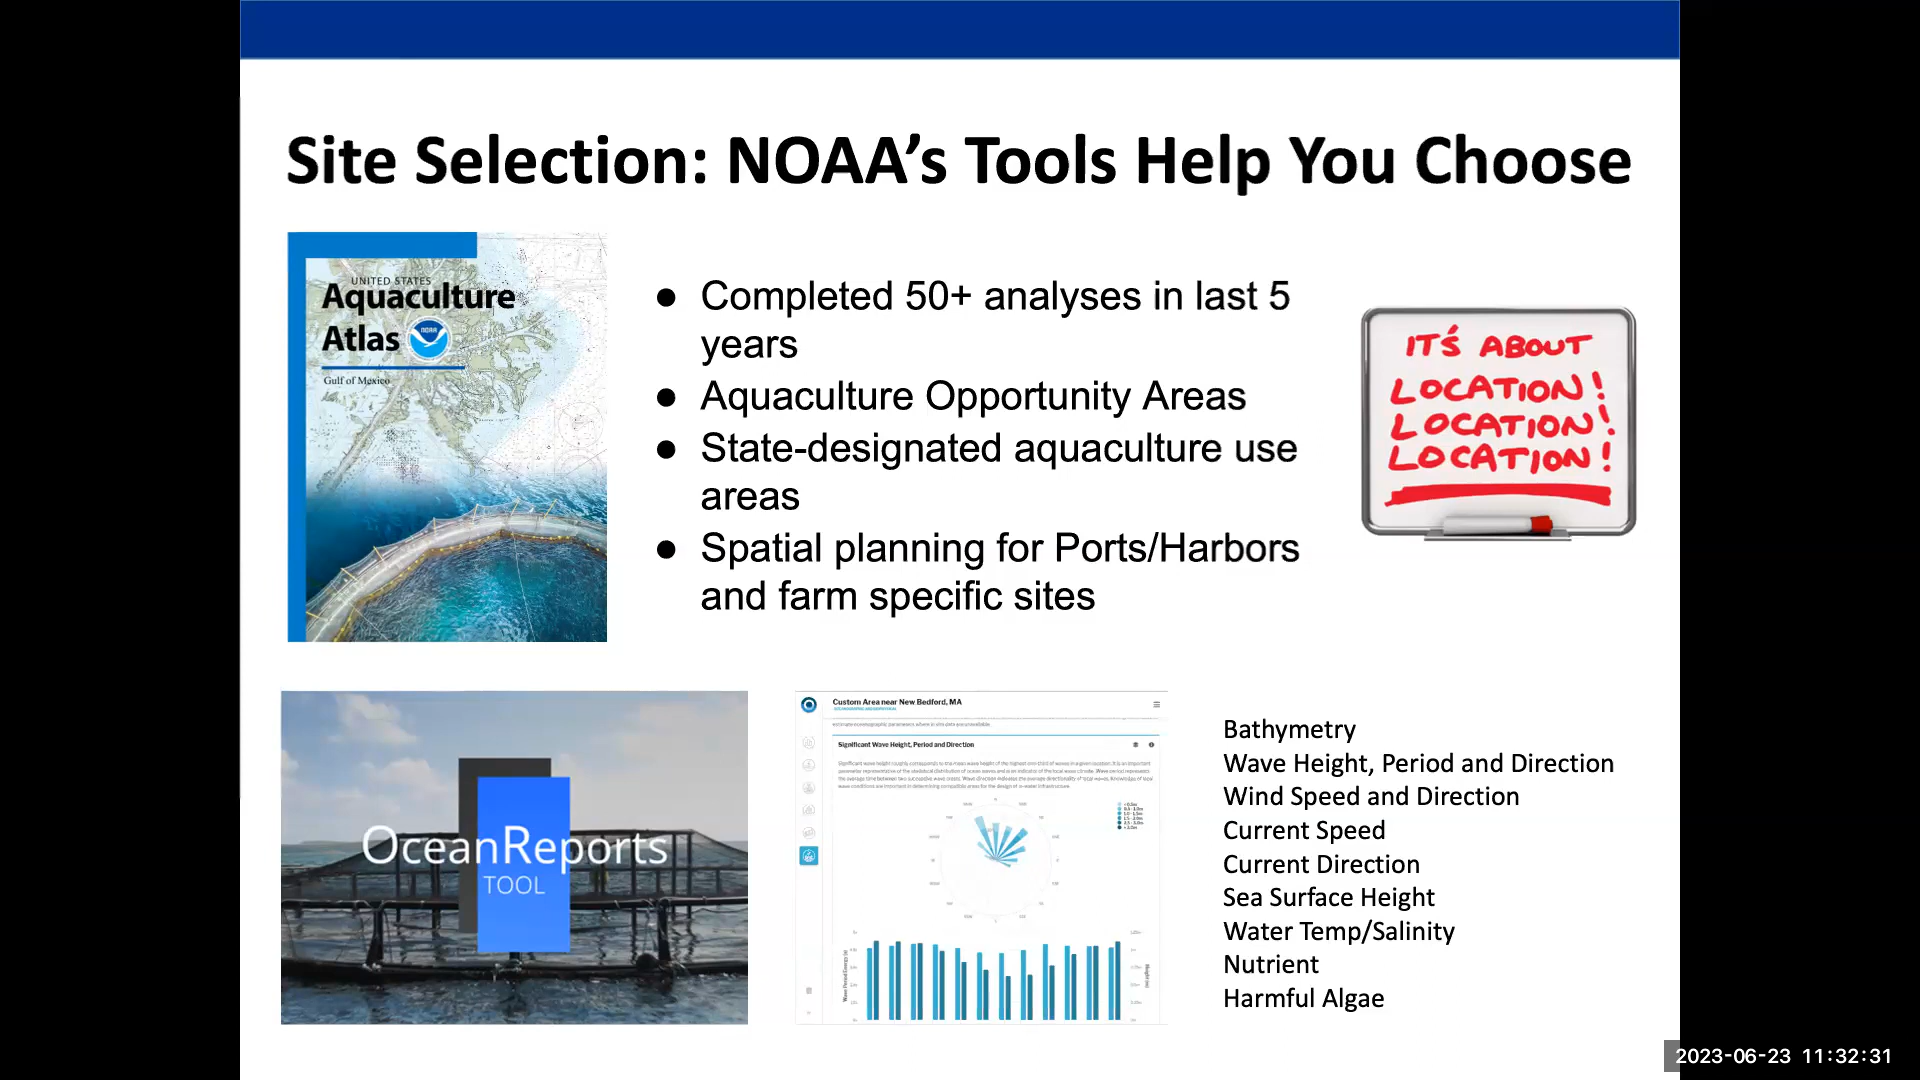 Site Selection: NOAA's Tools Help You Choose
UNITED STATES
Aquaculture
Atlas
NOAA
Gulf of Mexico
● Completed 50+ analyses in last 5
years
● Aquaculture Opportunity Areas
● State-designated aquaculture use
areas
● Spatial planning for Ports/Harbors
and farm specific sites
IT'S ABOUT
LOCATION!
LOCATION!
LOCATION!
OceanReports
TOOL
Custom Area near New Bedford, MA
Significant Wave Height, Period and Direction
Bathymetry
Wave Height, Period and Direction
Wind Speed and Direction
Current Speed
Current Direction
Sea Surface Height
Water Temp/Salinity
Nutrient
Harmful Algae
2023-06-23 11:32:31